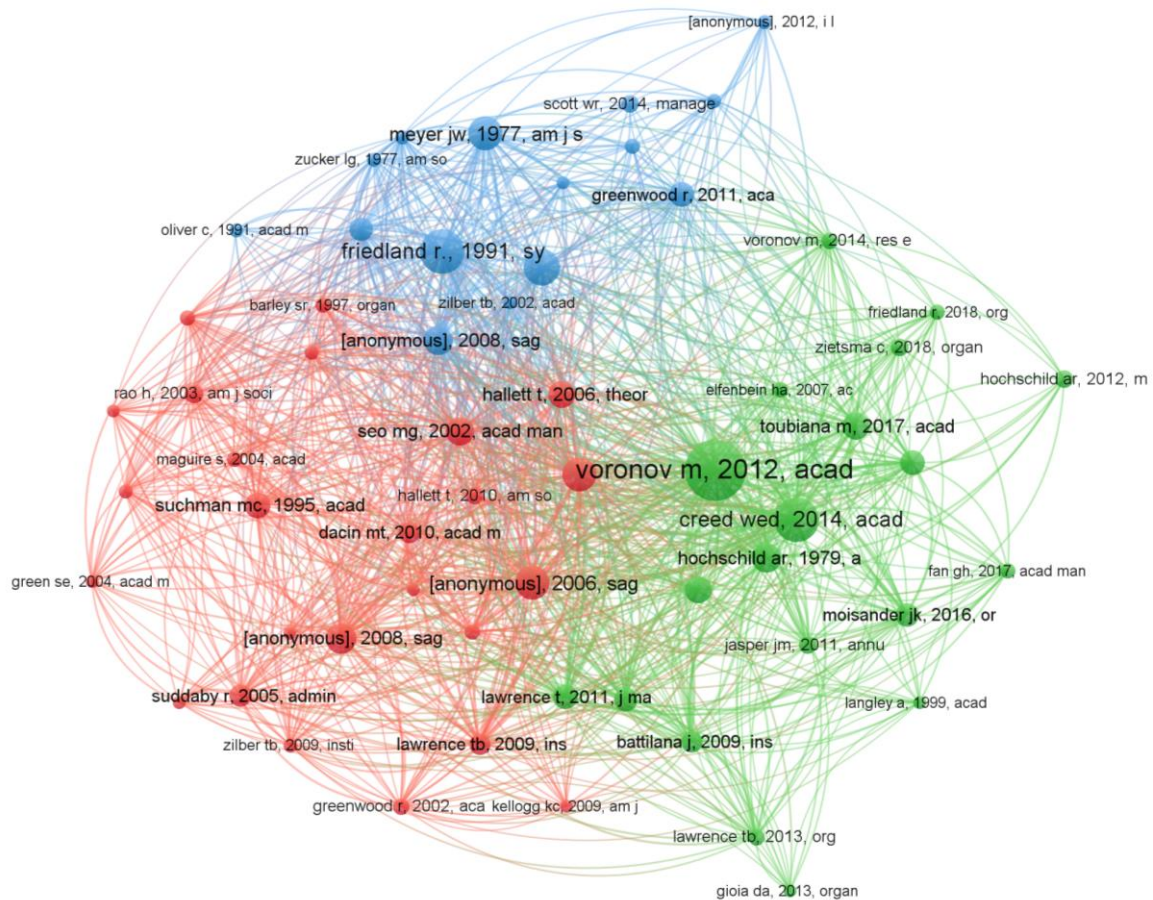 [anonymous], 2012, i l
scott wr, 2014, manage
meyer jw, 1977, am j s
zucker lg, 1977, am so
greenwood r, 2011, aca
oliver c, 1991, acad m
voronov m, 2014, res e
friedland r., 1991, sy
barley sr, 1997, organ
zilber tb, 2002, acad
friedland r, 2018, org
[anonymous], 2008, sag
zietsma c, 2018, organ
hochschild ar, 2012, m
rao h, 2003, am j soci
hallett t, 2006, theor
elfenbein ha, 2007, ac
seo mg, 2002, acad man
toubiana m, 2017, acad
maguire s, 2004, acad
voronov m, 2012, acad
suchman mc, 1995, acad
hallett t, 2010, am so
creed wed, 2014, acad
dacin mt, 2010, acad m
hochschild ar, 1979, a
green se, 2004, acad m
[anonymous], 2006, sag
fan gh, 2017, acad man
moisander jk, 2016, or
[anonymous], 2008, sag
jasper jm, 2011, annu
suddaby r, 2005, admin
lawrence t, 2011, j ma
langley a, 1999, acad
zilber tb, 2009, insti
lawrence tb, 2009, ins
battilana j, 2009, ins
greenwood r, 2002, aca
kellogg kc, 2009, am j
lawrence tb, 2013, org
gioia da, 2013, organ